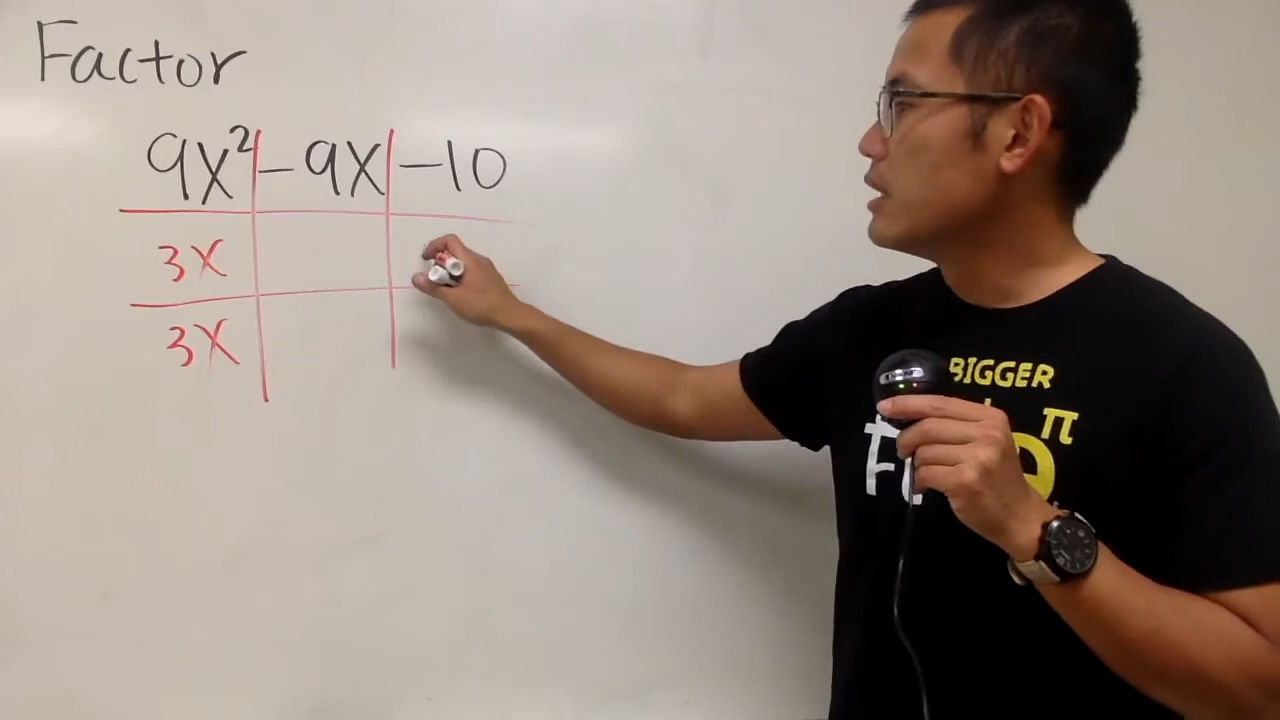 Factor
9x² - 9x - 10
3x
3x
BIGGER
π